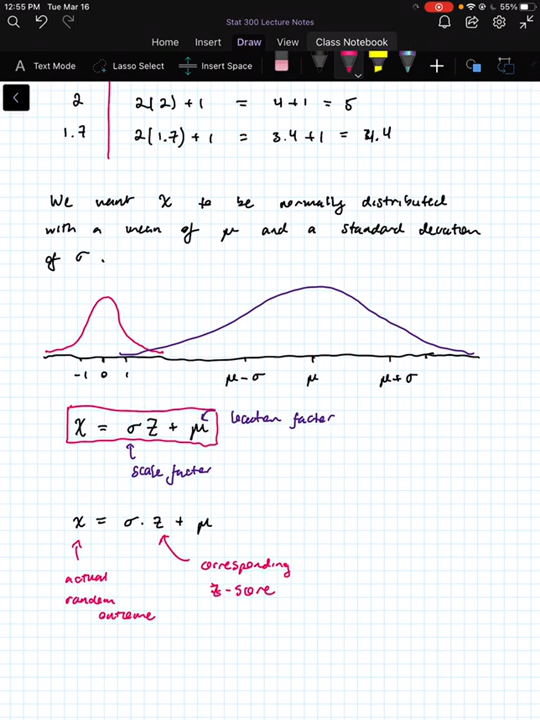 12:55 PM Tue Mar 16
55%
Stat 300 Lecture Notes
Home Insert Draw View Class Notebook
A Text Mode Lasso Select Insert Space
2 2(2) + 1 = 4 + 1 = 5
1.7 2(1.7) + 1 = 3.4 + 1 = 4.4
We want X to be normally distributed
with a mean of μ and a standard deviation
of σ.
-1 0 1 μ-σ μ μ+σ
X = σ Z + μ location factor
scale factor
x = σ · z + μ
corresponding
z-score
actual
random
outcome